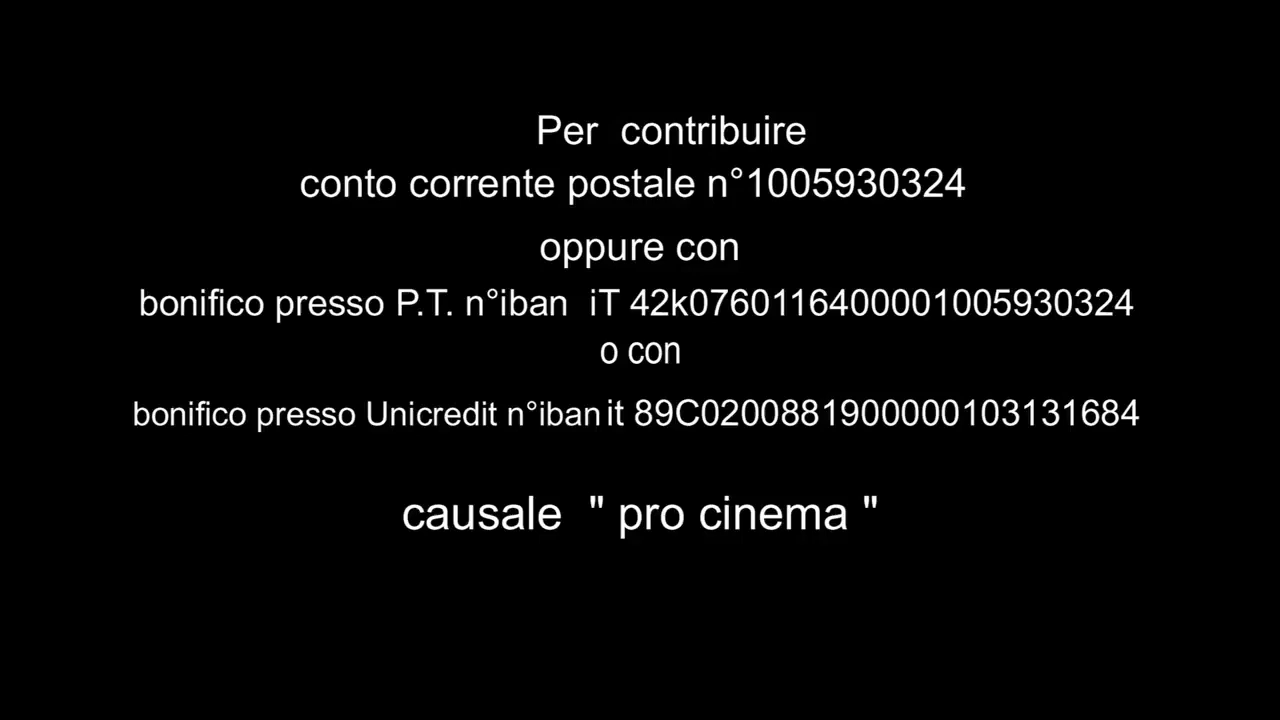 Per contribuire
conto corrente postale n°1005930324
oppure con
bonifico presso P.T. n°iban iT 42k0760116400001005930324
o con
bonifico presso Unicredit n°iban it 89C0200881900000103131684
causale " pro cinema "